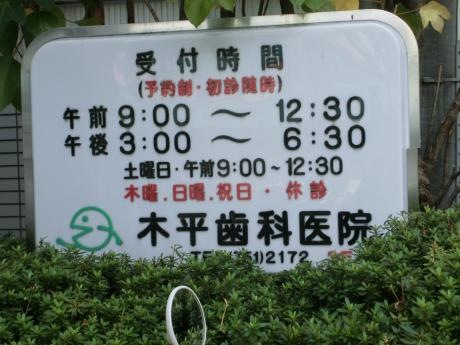 受付時間
(予約制・初診随時)
午前 9:00 ～ 12:30
午後 3:00 ～ 6:30
土曜日・午前9:00~12:30
木曜.日曜.祝日・休診
木平歯科医院
2172